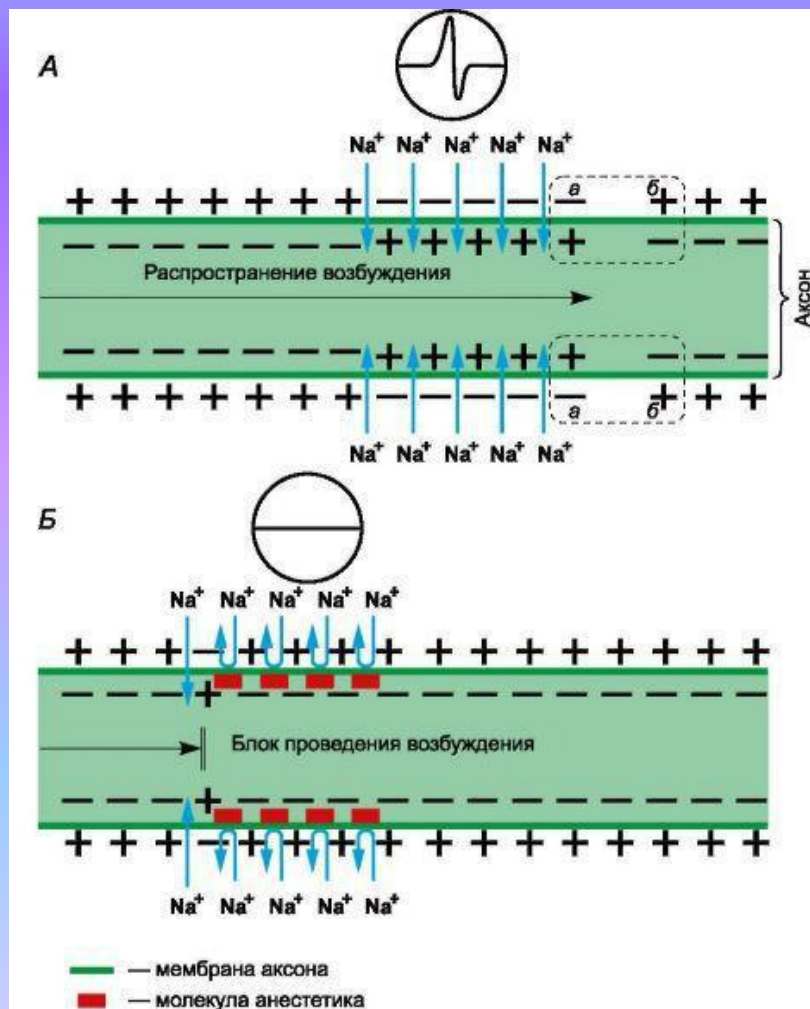 А
Na⁺ Na⁺ Na⁺ Na⁺ Na⁺
а б
Распространение возбуждения
Аксон
а б
Na⁺ Na⁺ Na⁺ Na⁺ Na⁺
Б
Na⁺ Na⁺ Na⁺ Na⁺ Na⁺
Блок проведения возбуждения
Na⁺ Na⁺ Na⁺ Na⁺ Na⁺
— мембрана аксона
— молекула анестетика